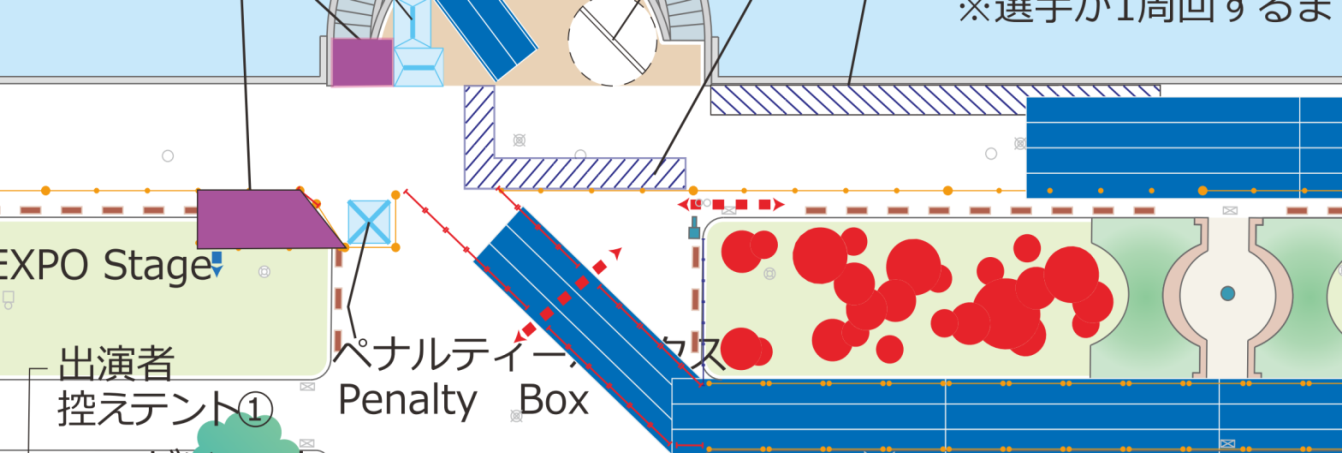 ※選手が1周回するま
EXPO Stage
ペナルティー クス
Penalty Box
出演者
控えテント①